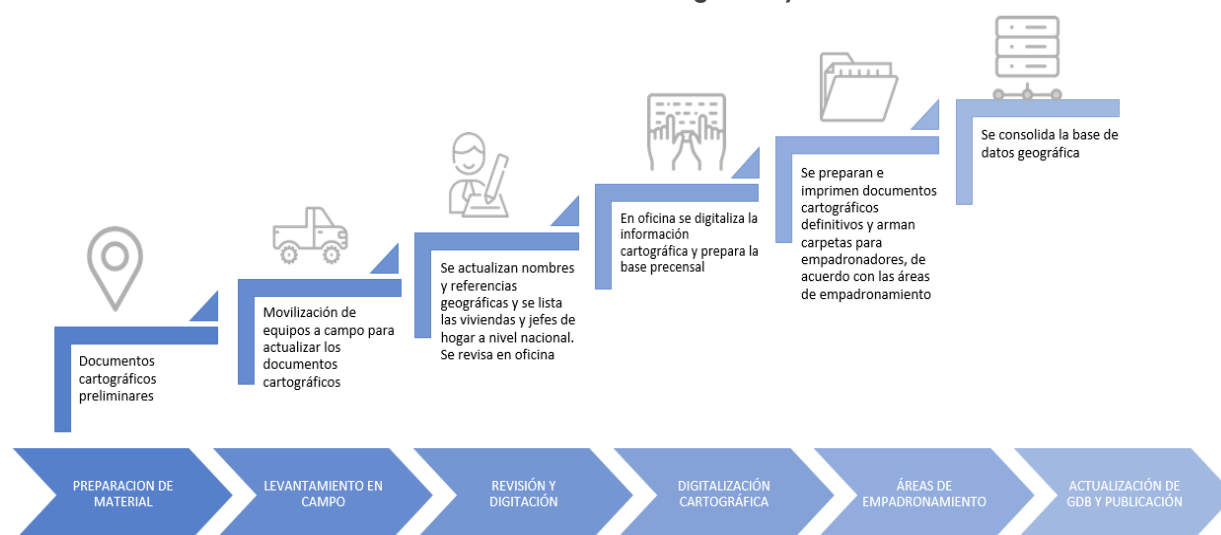 Documentos
cartográficos
preliminares
Movilización de
equipos a campo para
actualizar los
documentos
cartográficos
Se actualizan nombres
y referencias
geográficas y se lista
las viviendas y jefes de
hogar a nivel nacional.
Se revisa en oficina
En oficina se digitaliza la
información
cartográfica y prepara la
base precensal
Se preparan e
imprimen documentos
cartográficos
definitivos y arman
carpetas para
empadronadores, de
acuerdo con las áreas
de empadronamiento
Se consolida la base de
datos geográfica
PREPARACION DE
MATERIAL
LEVANTAMIENTO EN
CAMPO
REVISIÓN Y
DIGITACIÓN
DIGITALIZACIÓN
CARTOGRÁFICA
ÁREAS DE
EMPADRONAMIENTO
ACTUALIZACIÓN DE
GDB Y PUBLICACIÓN